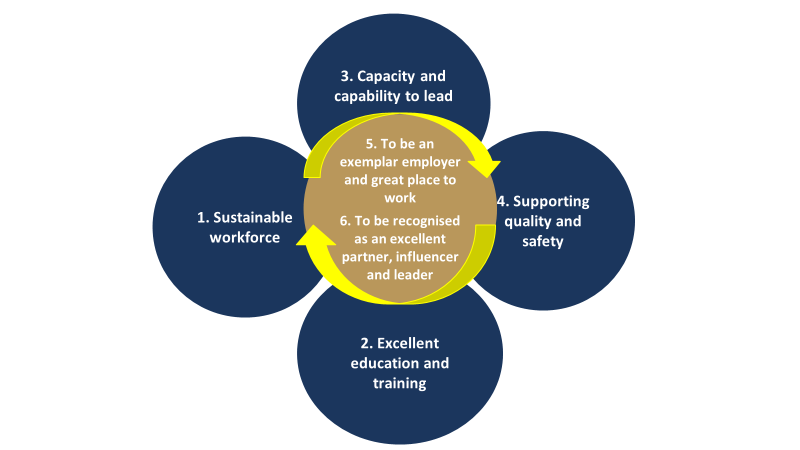 3. Capacity and
capability to lead
5. To be an
exemplar employer
and great place to
work
6. To be recognised
as an excellent
partner, influencer
and leader
1. Sustainable
workforce
4. Supporting
quality and
safety
2. Excellent
education and
training